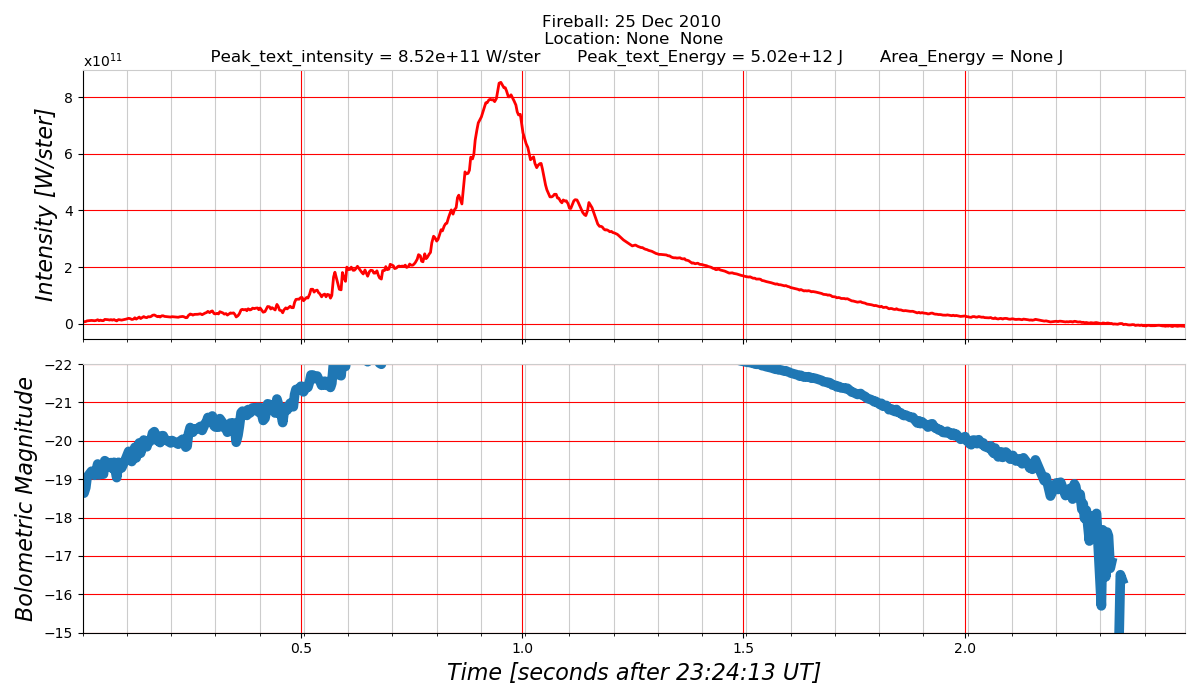 Fireball: 25 Dec 2010
Location: None  None
Peak_text_intensity = 8.52e+11 W/ster       Peak_text_Energy = 5.02e+12 J       Area_Energy = None J
x10¹¹
Intensity [W/ster]
8
6
4
2
0
Bolometric Magnitude
−22
−21
−20
−19
−18
−17
−16
−15
0.5 1.0 1.5 2.0
Time [seconds after 23:24:13 UT]